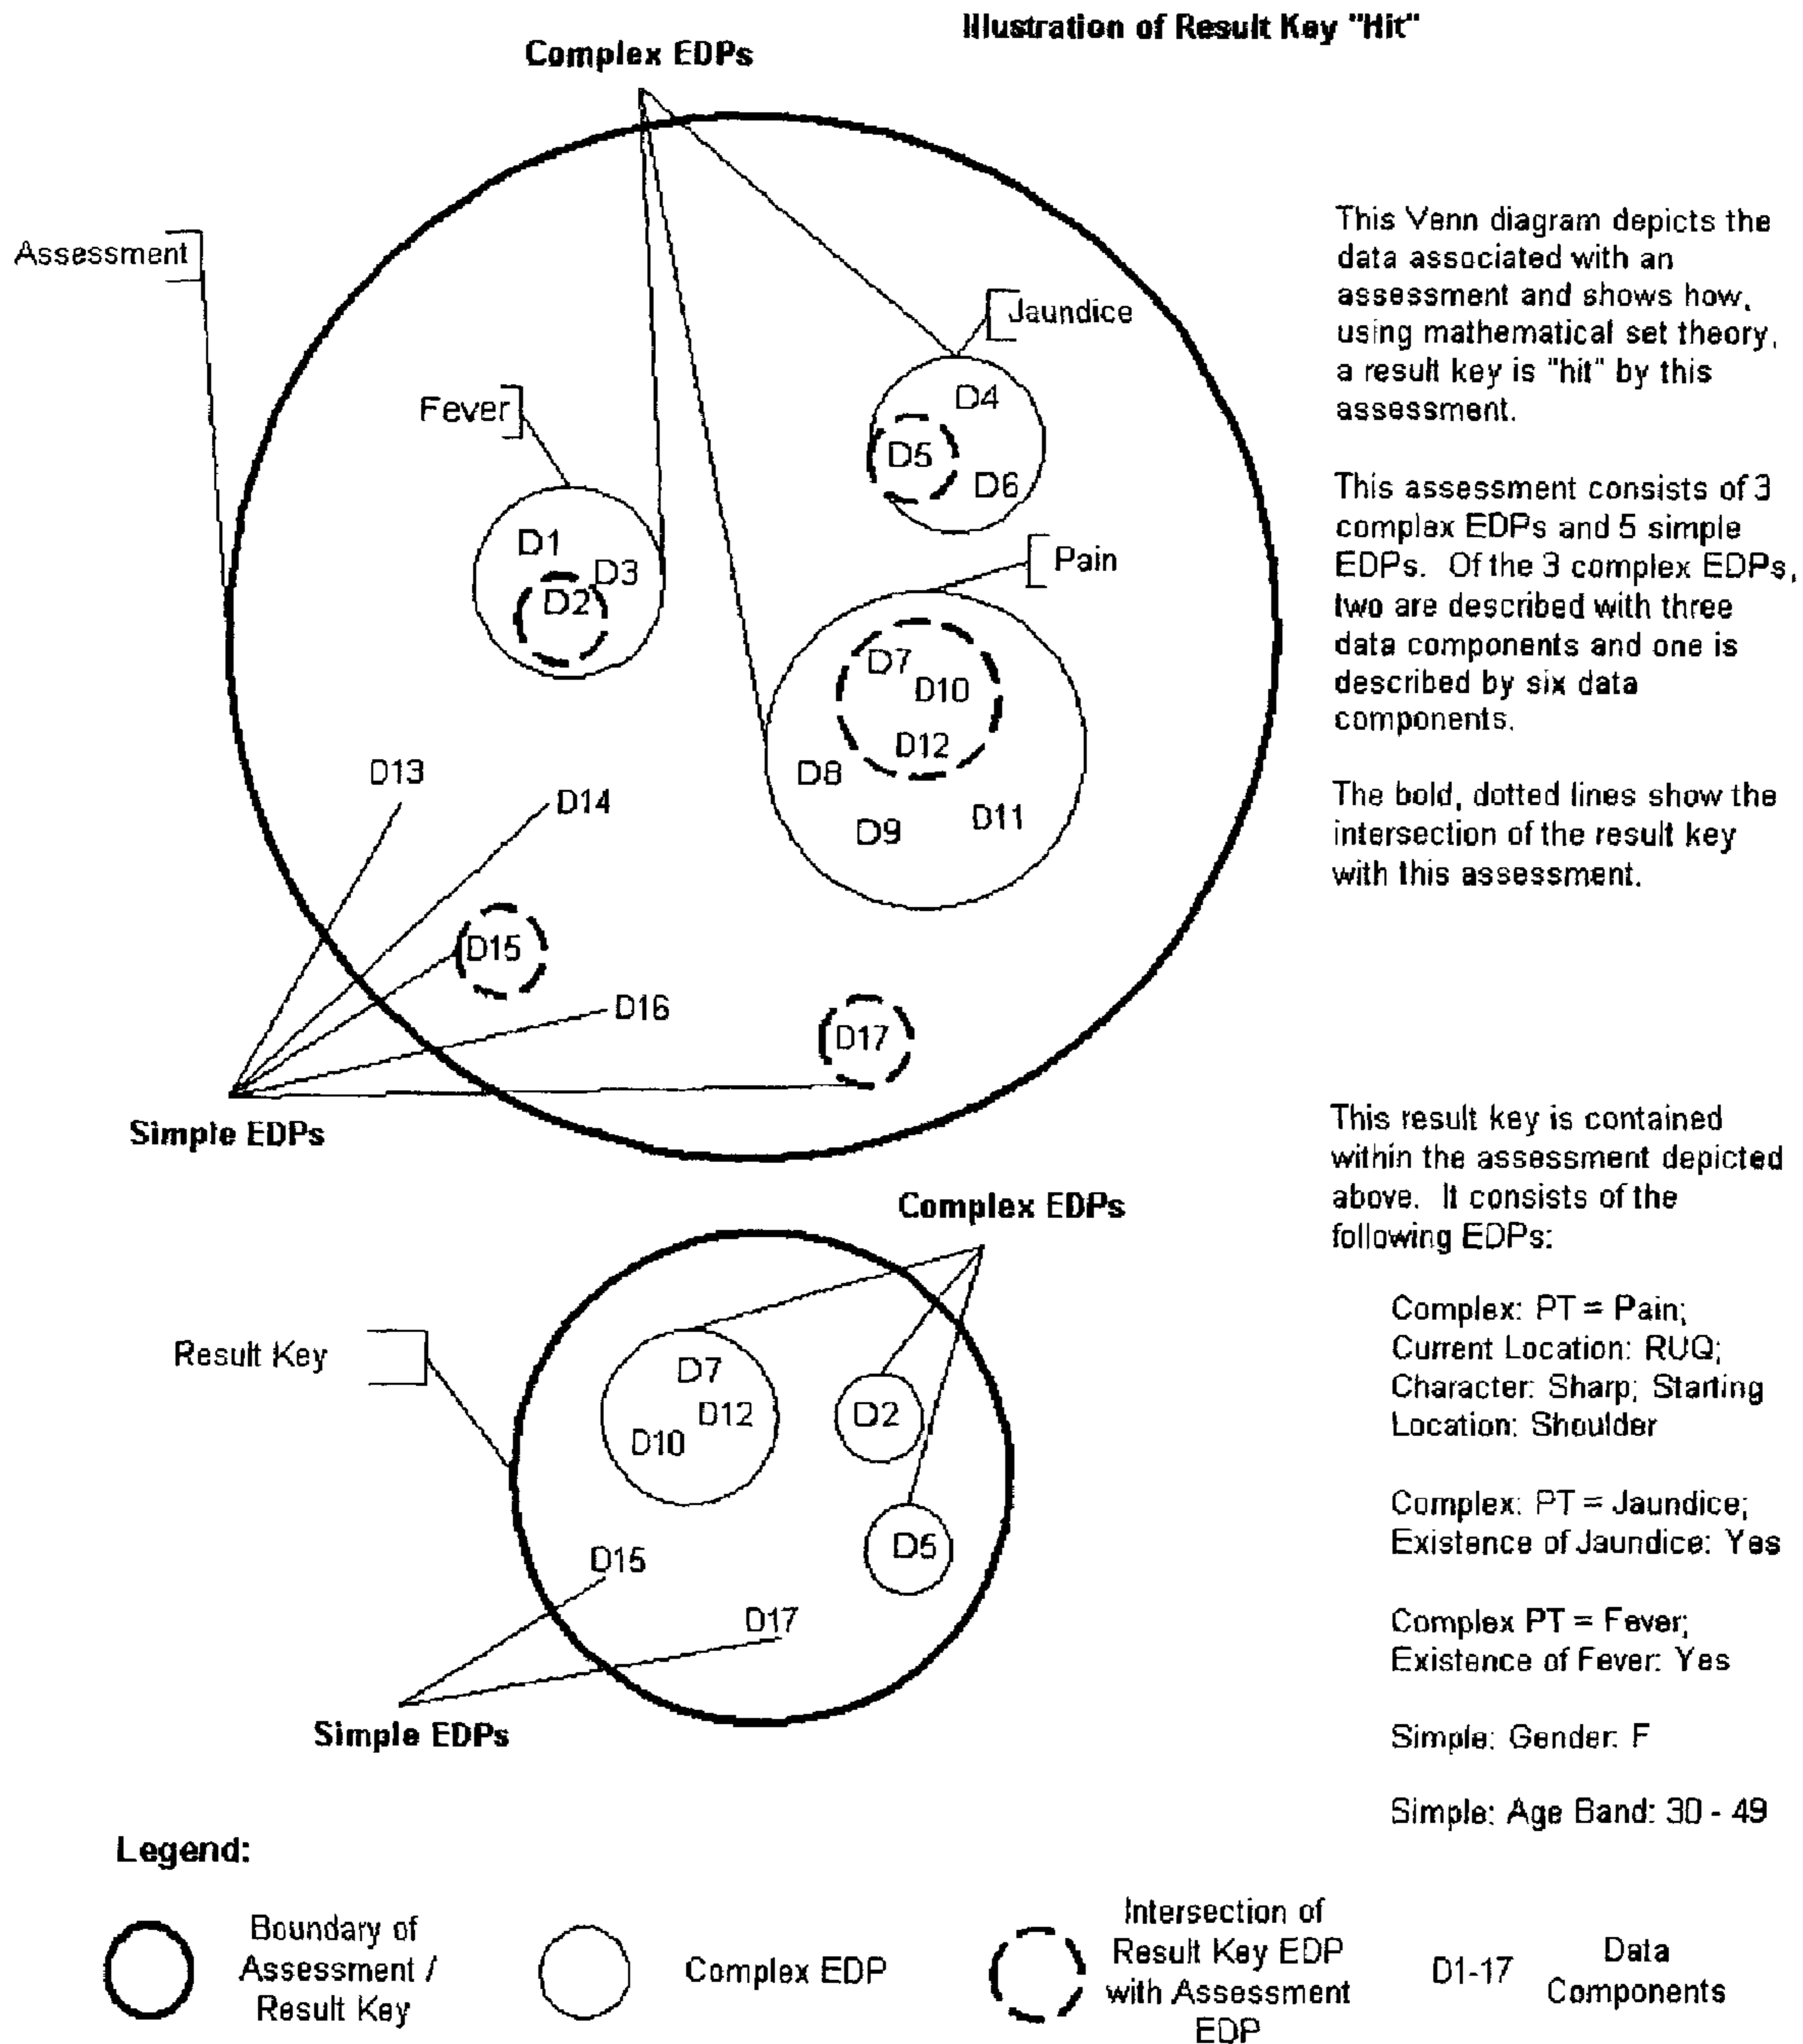 Illustration of Result Key "Hit"
Complex EDPs
Assessment
Jaundice
Fever
D4
D5
D6
D1
D3
D2
Pain
D7
D10
D12
D8
D9
D11
D13
D14
D15
D16
D17
Simple EDPs
This Venn diagram depicts the
data associated with an
assessment and shows how,
using mathematical set theory,
a result key is "hit" by this
assessment.
This assessment consists of 3
complex EDPs and 5 simple
EDPs. Of the 3 complex EDPs,
two are described with three
data components and one is
described by six data
components.
The bold, dotted lines show the
intersection of the result key
with this assessment.
Complex EDPs
Result Key
D7
D12
D10
D2
D5
D15
D17
Simple EDPs
This result key is contained
within the assessment depicted
above. It consists of the
following EDPs:
Complex: PT = Pain;
Current Location: RUQ;
Character: Sharp; Starting
Location: Shoulder
Complex: PT = Jaundice;
Existence of Jaundice: Yes
Complex PT = Fever;
Existence of Fever: Yes
Simple: Gender: F
Simple: Age Band: 30 - 49
Legend:
Boundary of
Assessment /
Result Key
Complex EDP
Intersection of
Result Key EDP
with Assessment
EDP
D1-17
Data
Components